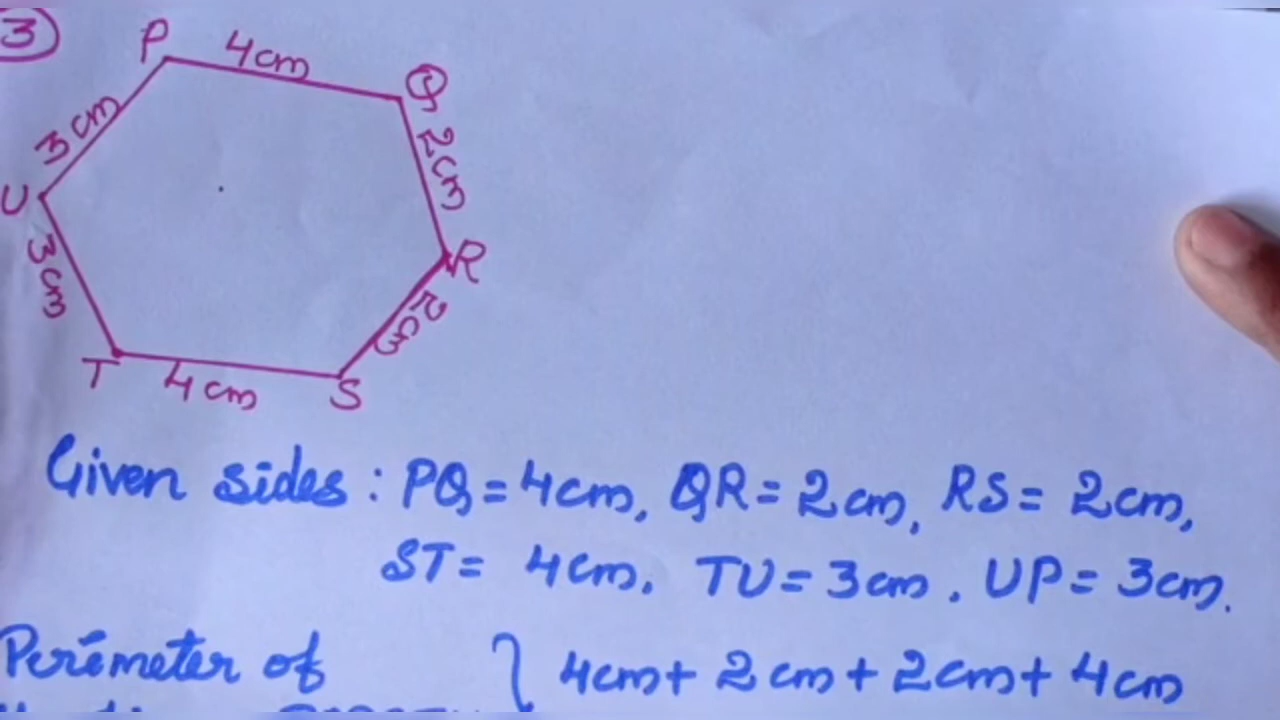 3
P
4cm
Q
3cm
2cm
U
R
3cm
2cm
T
4cm
S
Given sides: PQ=4cm, QR=2cm, RS=2cm,
ST=4cm. TU=3cm. UP=3cm.
Perimeter of } 4cm+2cm+2cm+4cm